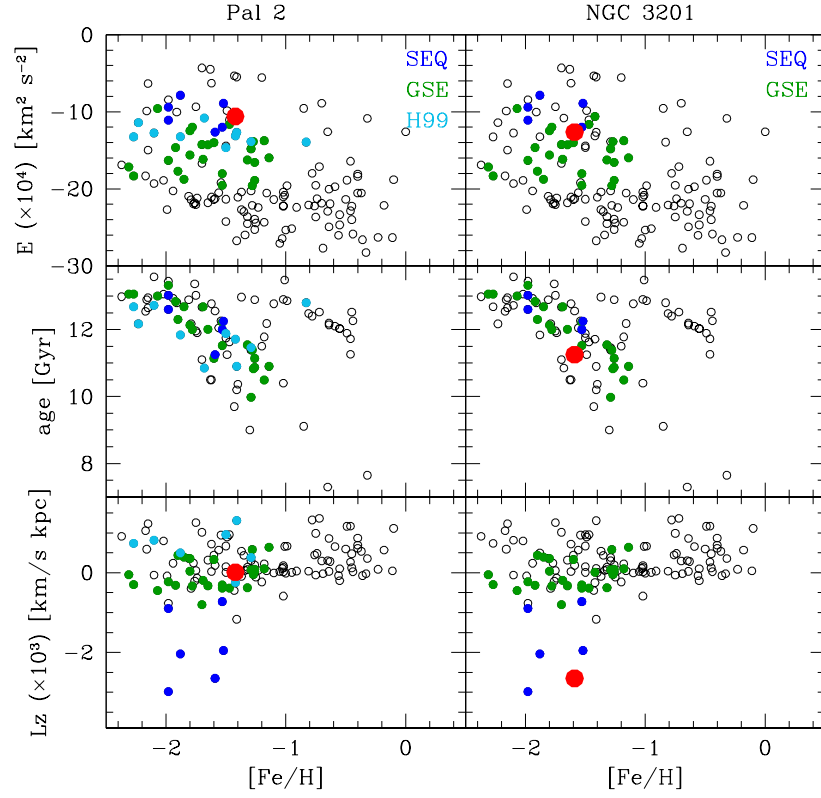 Pal 2
NGC 3201
E (×10⁴) [km² s⁻²]
0
−10
−20
−30
SEQ
GSE
H99
SEQ
GSE
age [Gyr]
12
10
8
Lz (×10³) [km/s kpc]
0
−2
−2
−1
0
−2
−1
0
[Fe/H]
[Fe/H]